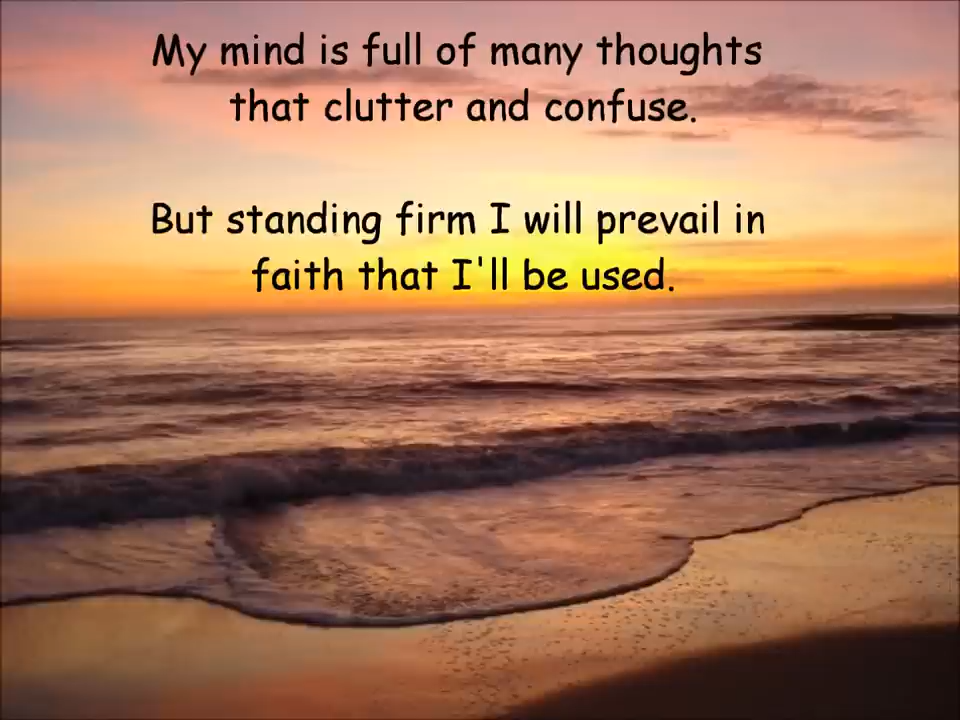 My mind is full of many thoughts
that clutter and confuse.
But standing firm I will prevail in
faith that I'll be used.